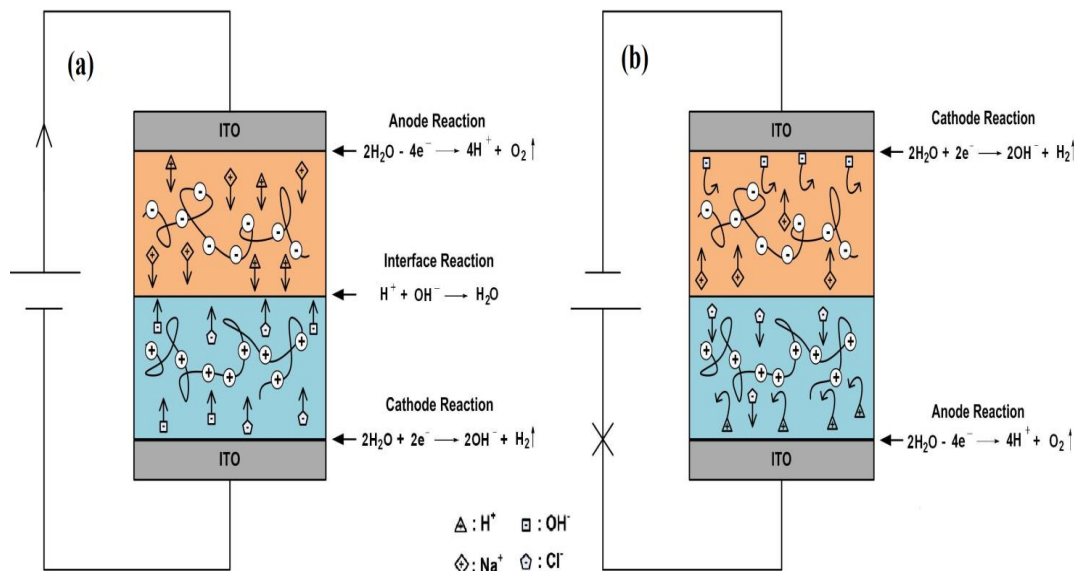 (a)
ITO
Anode Reaction
2H₂O - 4e⁻ ⟶ 4H⁺ + O₂↑
Interface Reaction
H⁺ + OH⁻ ⟶ H₂O
Cathode Reaction
2H₂O + 2e⁻ ⟶ 2OH⁻ + H₂↑
ITO
(b)
ITO
Cathode Reaction
2H₂O + 2e⁻ ⟶ 2OH⁻ + H₂↑
Anode Reaction
2H₂O - 4e⁻ ⟶ 4H⁺ + O₂↑
ITO
: H⁺ : OH⁻
: Na⁺ : Cl⁻